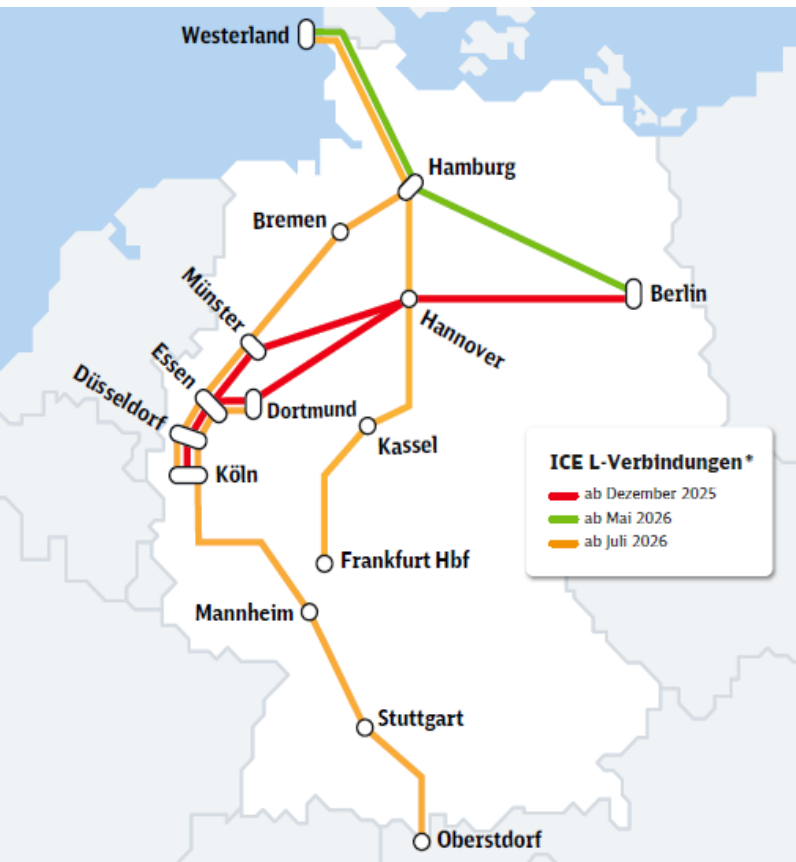 Westerland
Hamburg
Bremen
Berlin
Münster
Hannover
Essen
Düsseldorf
Dortmund
Kassel
Köln
ICE L-Verbindungen*
ab Dezember 2025
ab Mai 2026
ab Juli 2026
Frankfurt Hbf
Mannheim
Stuttgart
Oberstdorf